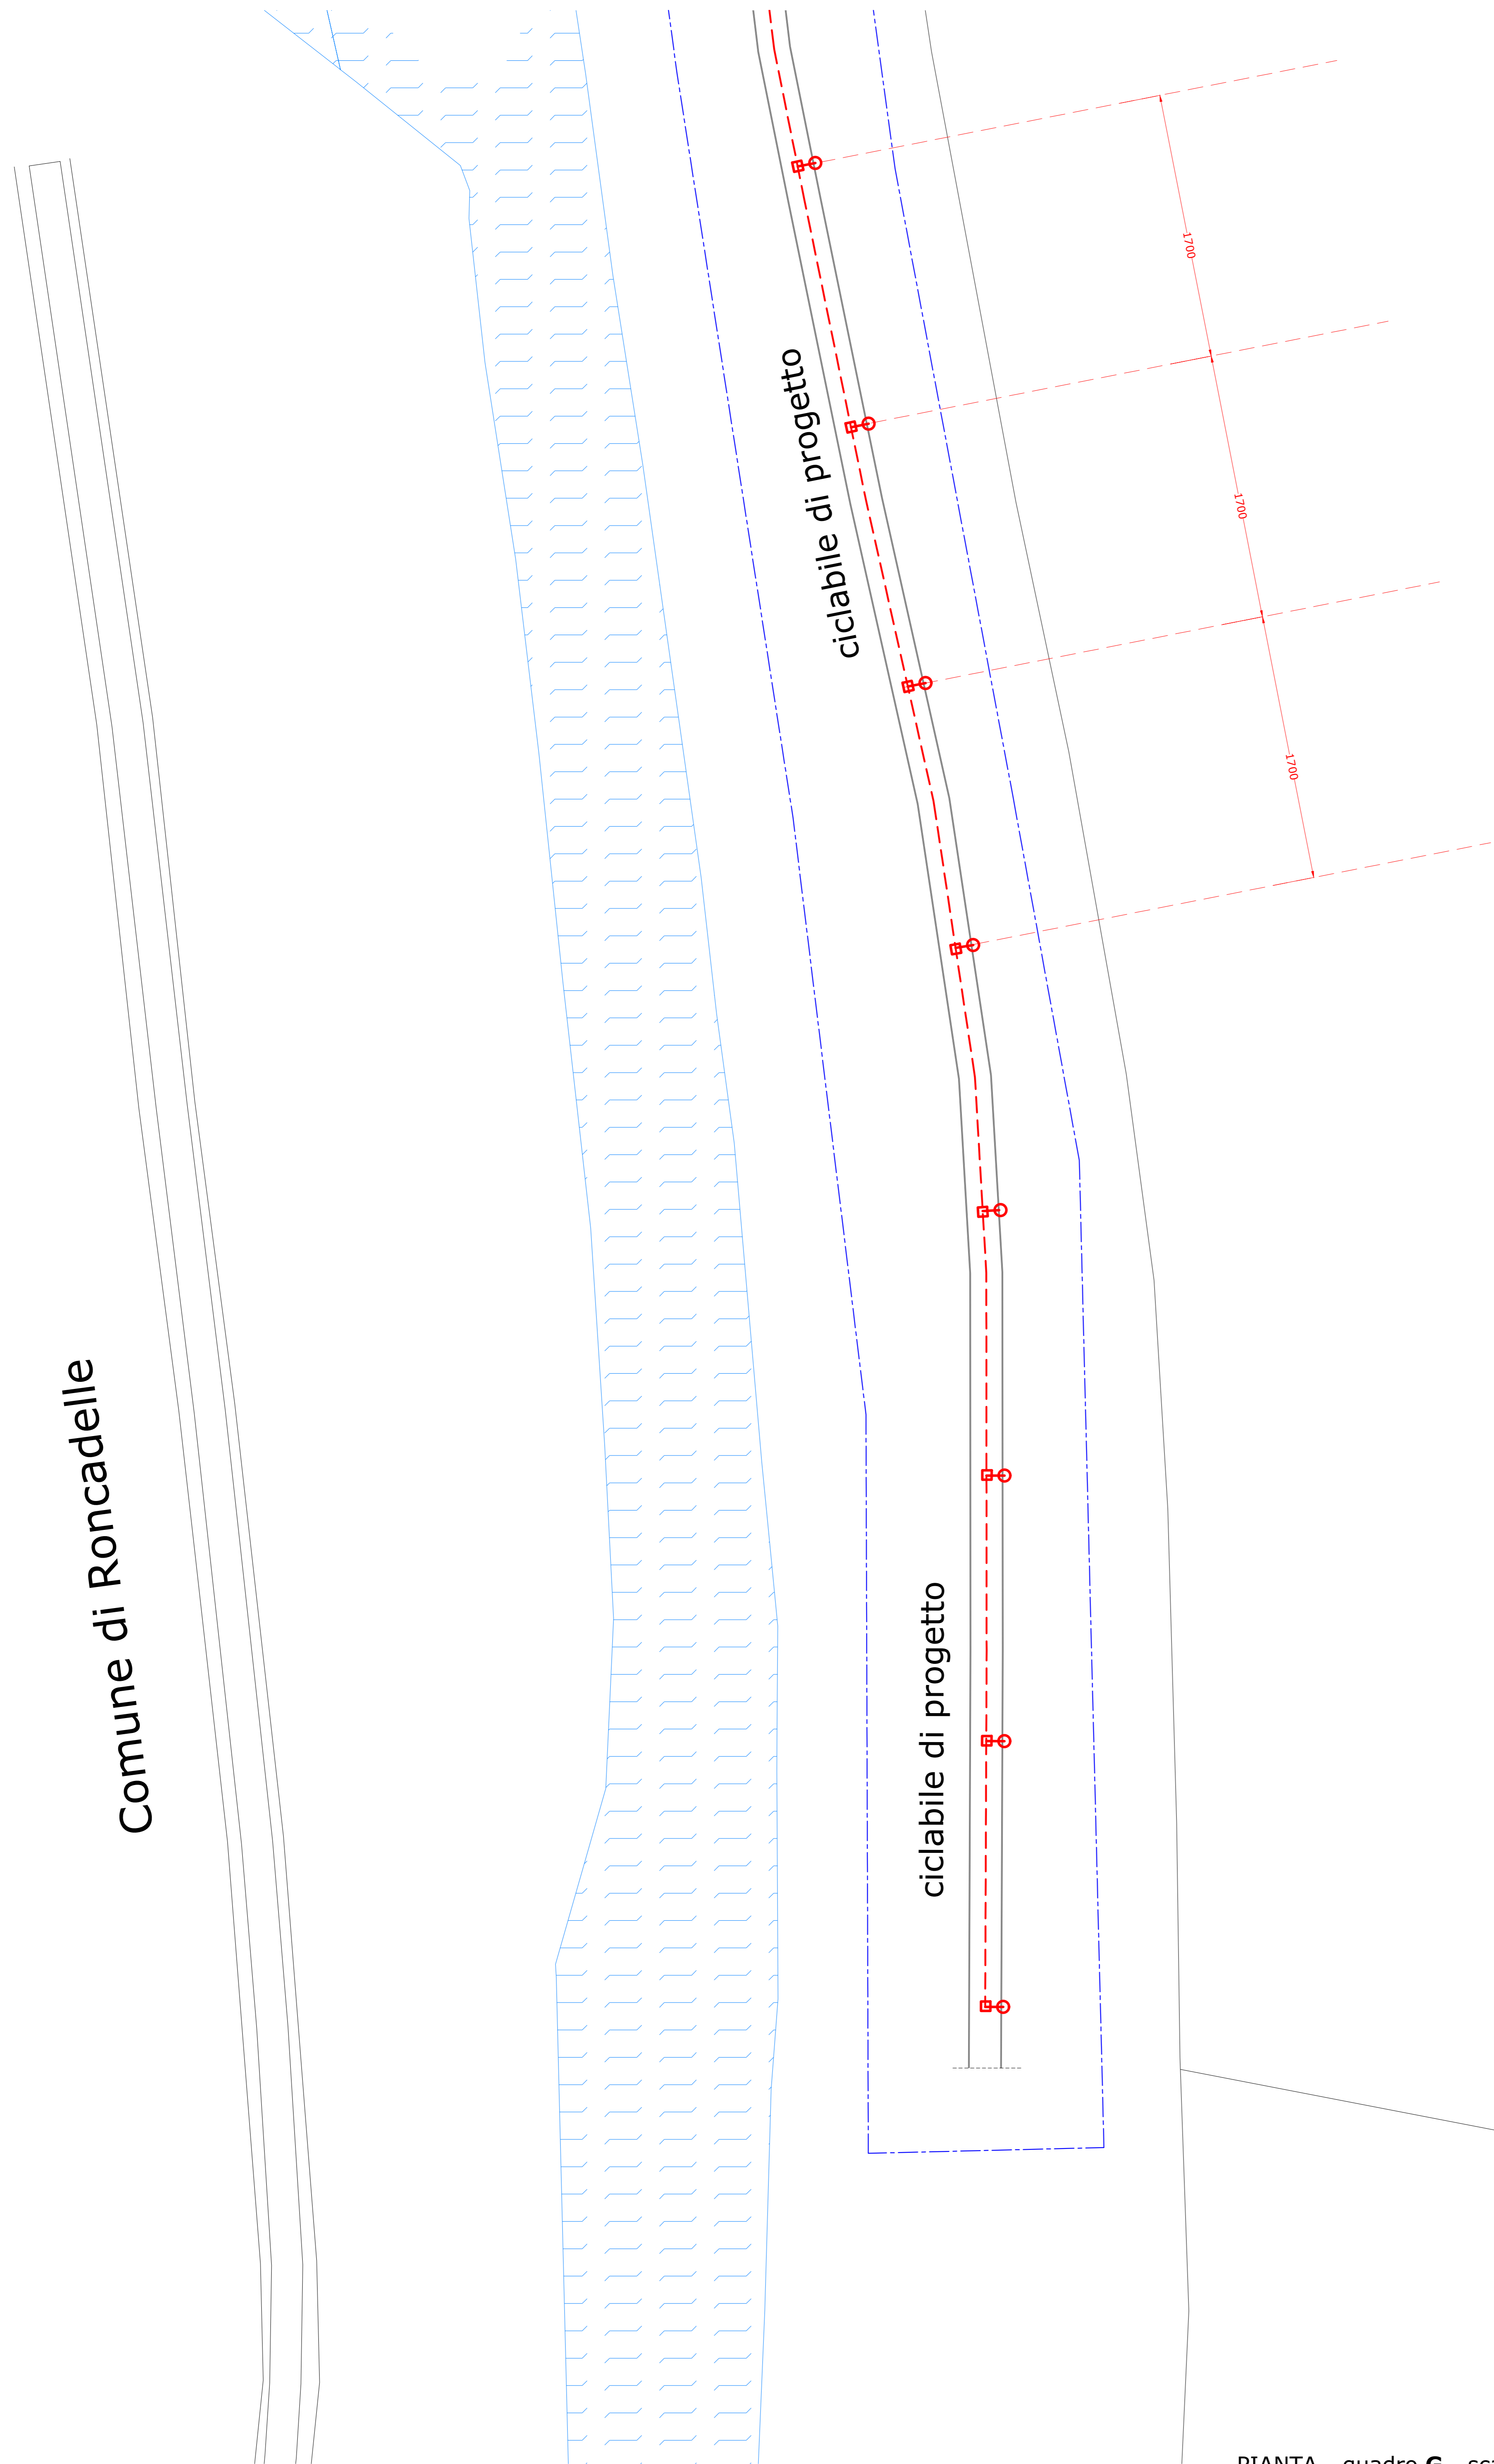 1700
ciclabile di progetto
1700
1700
Comune di Roncadelle
ciclabile di progetto
PIANTA quadro G